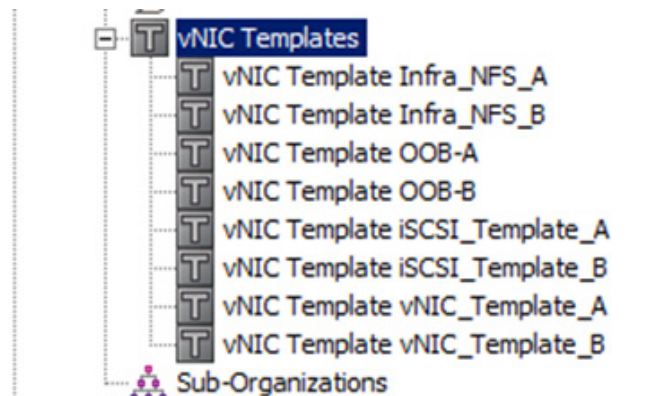 vNIC Templates
vNIC Template Infra_NFS_A
vNIC Template Infra_NFS_B
vNIC Template OOB-A
vNIC Template OOB-B
vNIC Template iSCSI_Template_A
vNIC Template iSCSI_Template_B
vNIC Template vNIC_Template_A
vNIC Template vNIC_Template_B
Sub-Organizations